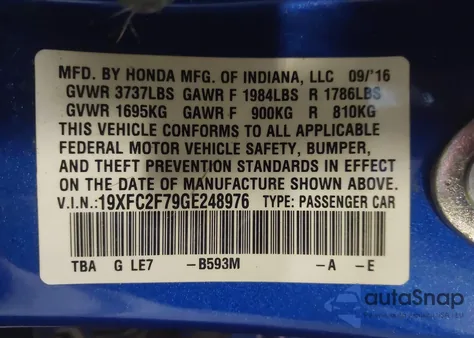 MFD. BY HONDA MFG. OF INDIANA, LLC 09/'16
GVWR 3737LBS GAWR F 1984LBS R 1786LBS
GVWR 1695KG GAWR F 900KG R 810KG
THIS VEHICLE CONFORMS TO ALL APPLICABLE
FEDERAL MOTOR VEHICLE SAFETY, BUMPER,
AND THEFT PREVENTION STANDARDS IN EFFECT
ON THE DATE OF MANUFACTURE SHOWN ABOVE.
V.I.N.:19XFC2F79GE248976 TYPE: PASSENGER CAR
TBA G LE7 -B593M -A -E
autoSnap